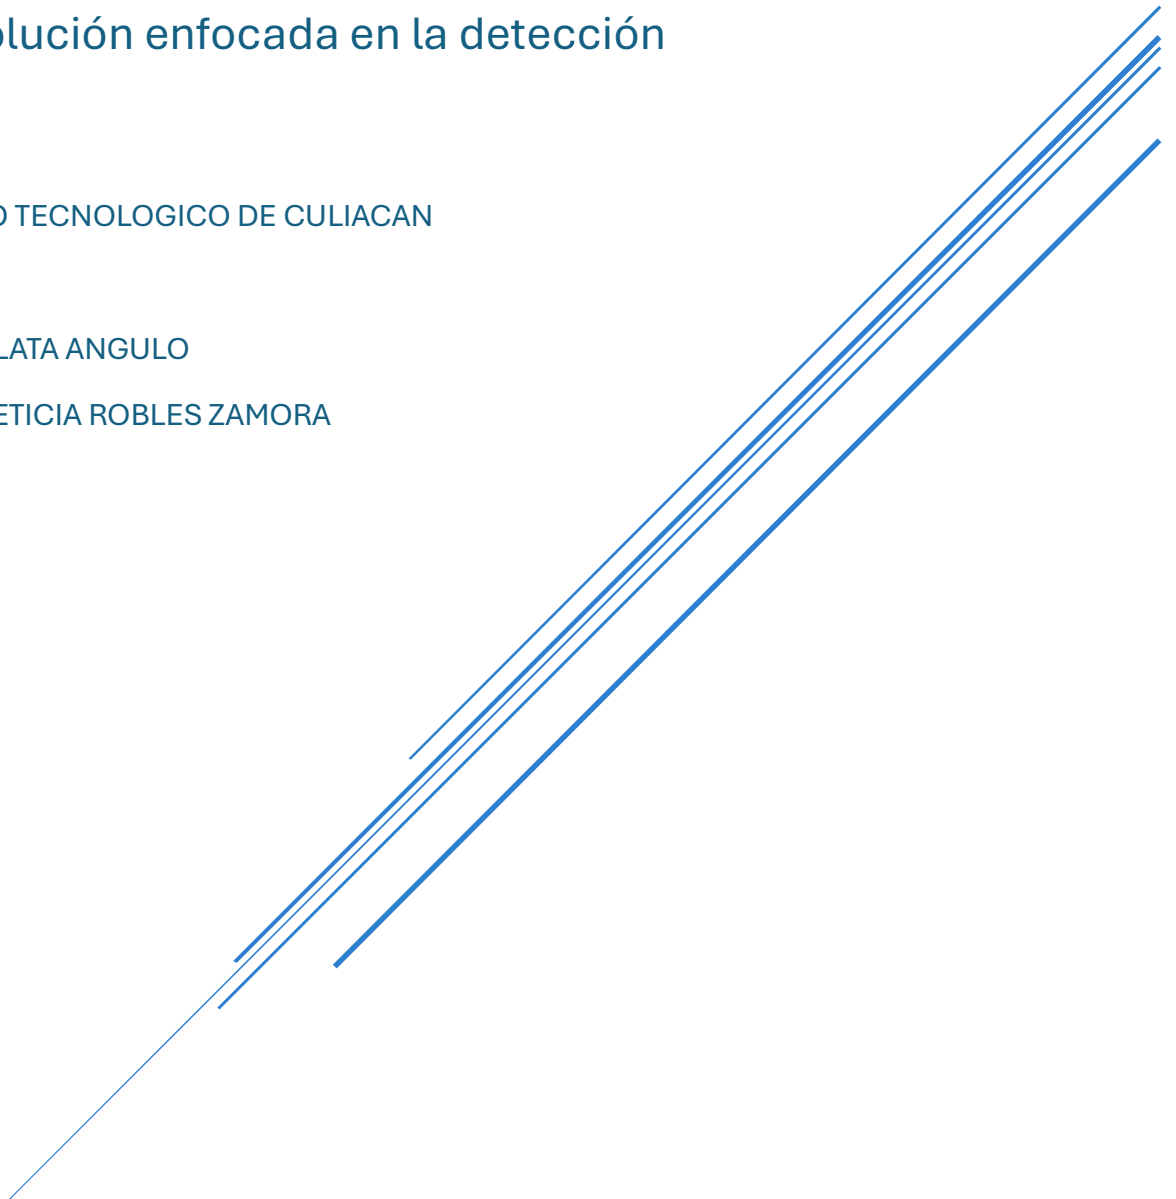 olución enfocada en la detección
O TECNOLOGICO DE CULIACAN
LATA ANGULO
ETICIA ROBLES ZAMORA